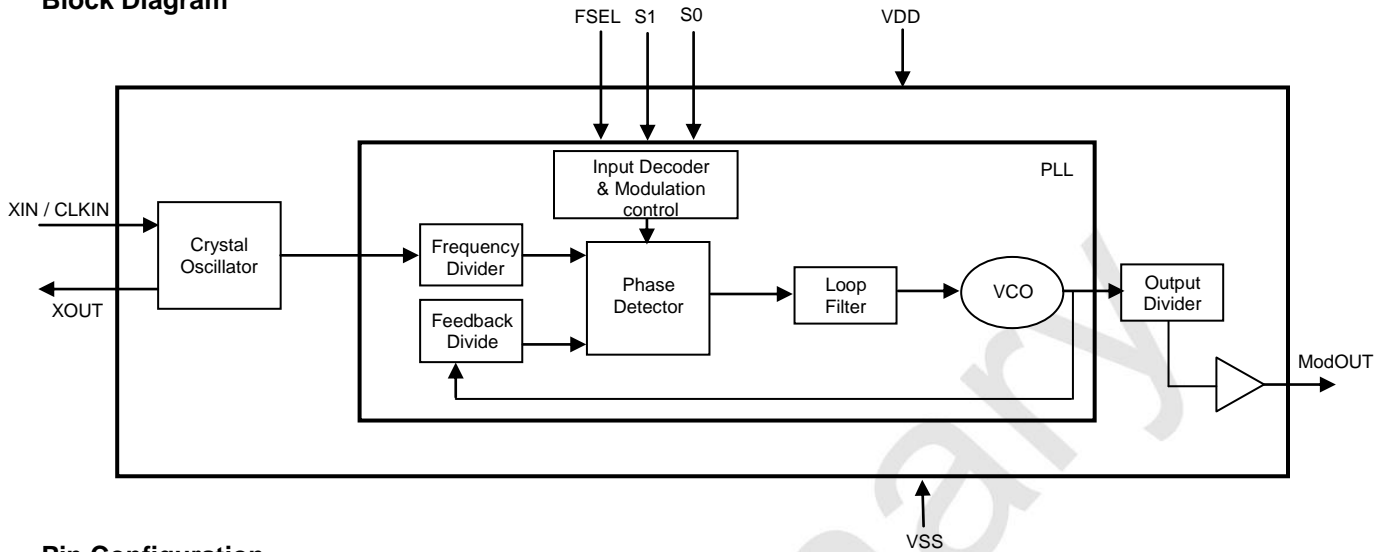 Block Diagram
FSEL S1 S0 VDD
Input Decoder
& Modulation
control
PLL
XIN / CLKIN
Crystal
Oscillator
XOUT
Frequency
Divider
Feedback
Divide
Phase
Detector
Loop
Filter
VCO
Output
Divider
ModOUT
VSS
Pin Configuration